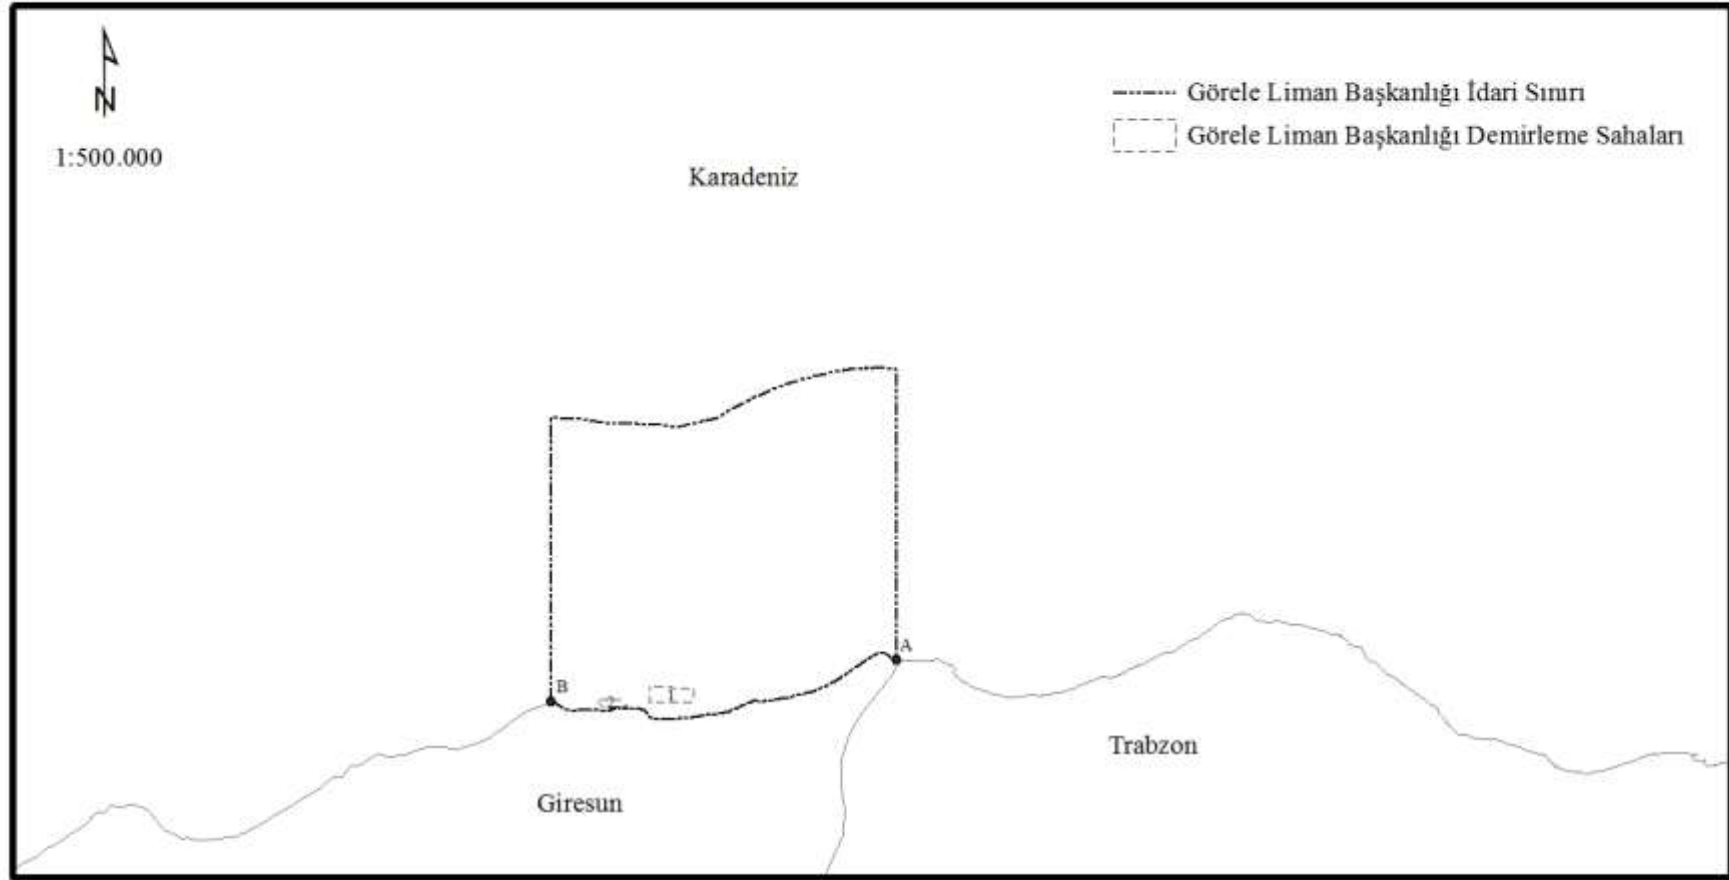 N
1:500.000
Görele Liman Başkanlığı İdari Sınırı
Görele Liman Başkanlığı Demirleme Sahaları
Karadeniz
A
B
Trabzon
Giresun